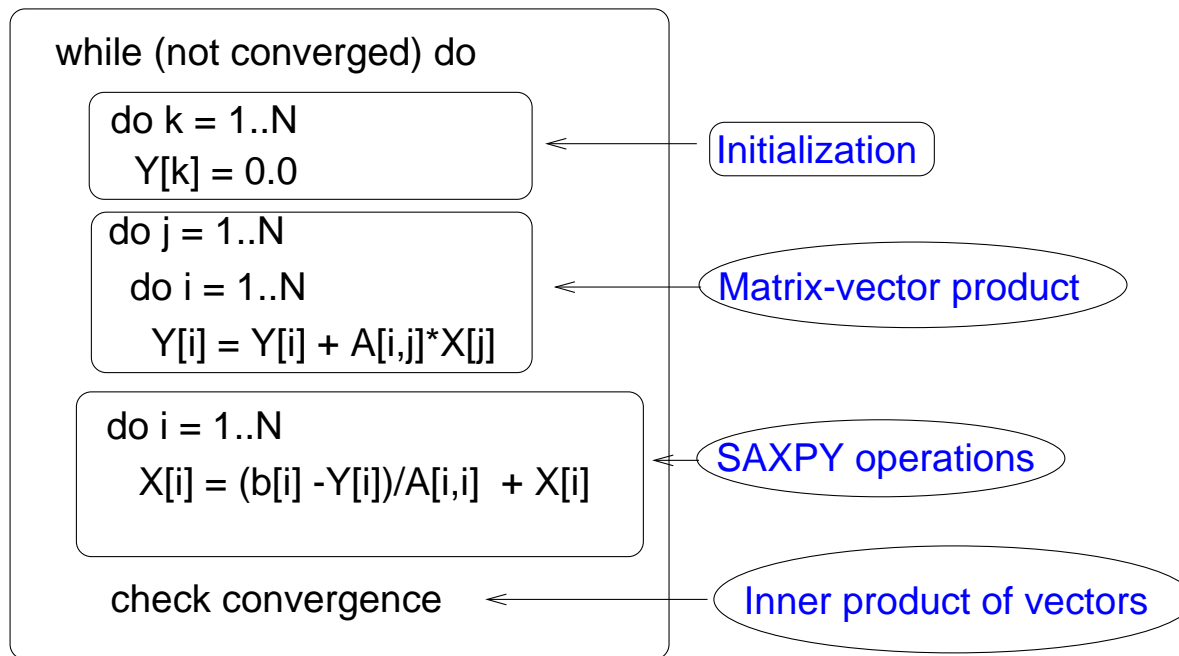 while (not converged) do
do k = 1..N
Y[k] = 0.0
Initialization
do j = 1..N
do i = 1..N
Y[i] = Y[i] + A[i,j]*X[j]
Matrix-vector product
do i = 1..N
X[i] = (b[i] -Y[i])/A[i,i] + X[i]
SAXPY operations
check convergence
Inner product of vectors